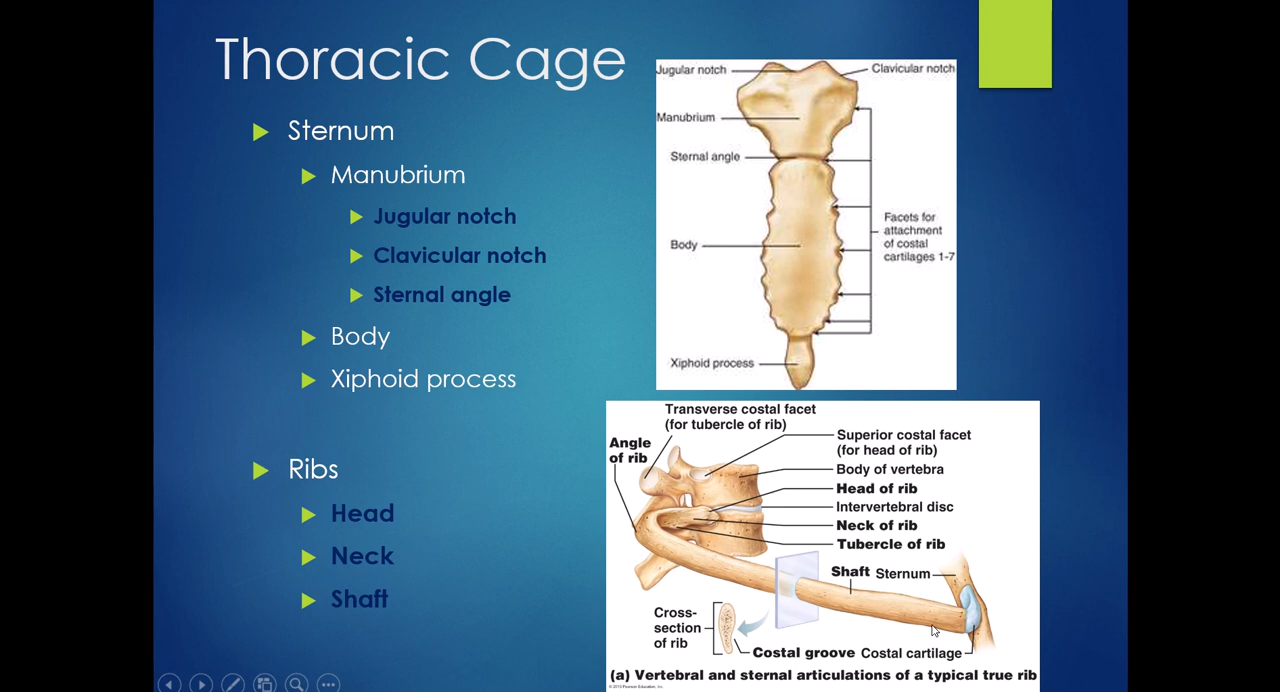 Thoracic Cage
Sternum
Manubrium
Jugular notch
Clavicular notch
Sternal angle
Body
Xiphoid process
Ribs
Head
Neck
Shaft
Jugular notch
Clavicular notch
Manubrium
Sternal angle
Facets for
attachment
of costal
cartilages 1-7
Body
Xiphoid process
Transverse costal facet
(for tubercle of rib)
Angle
of rib
Superior costal facet
(for head of rib)
Body of vertebra
Head of rib
Intervertebral disc
Neck of rib
Tubercle of rib
Shaft
Sternum
Cross-
section
of rib
Costal groove
Costal cartilage
(a) Vertebral and sternal articulations of a typical true rib
© 2013 Pearson Education, Inc.